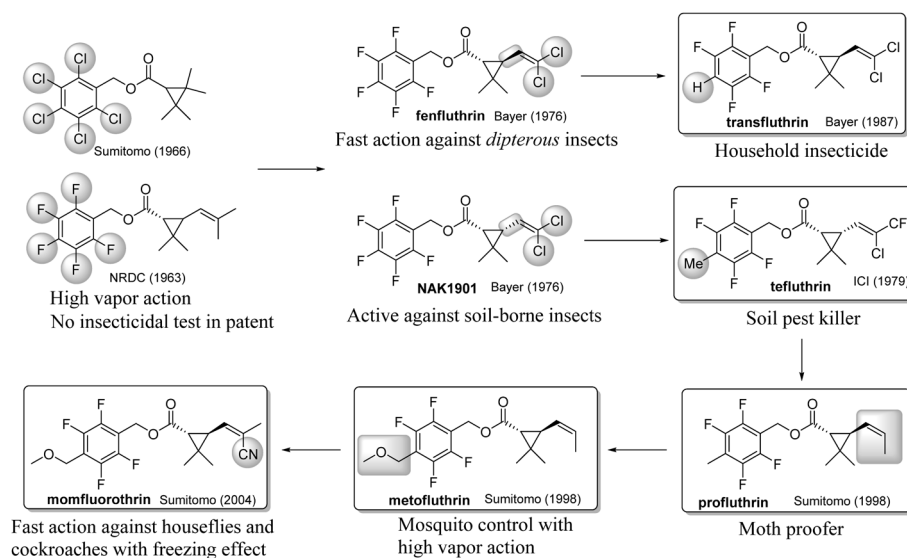 O
Cl
Cl
O
Cl
Cl
Cl
Sumitomo (1966)
O
F
O
F
F
F
F
NRDC (1963)
High vapor action
No insecticidal test in patent
O
F
F
O
Cl
F
F
F
Cl
fenfluthrin Bayer (1976)
Fast action against dipterous insects
O
F
F
O
Cl
H
F
F
Cl
transfluthrin Bayer (1987)
Household insecticide
O
F
F
O
Cl
F
F
F
Cl
NAK1901 Bayer (1976)
Active against soil-borne insects
O
F
F
O
CF
Me
F
F
Cl
tefluthrin ICI (1979)
Soil pest killer
O
F
F
O
O
F
F
CN
momfluorothrin Sumitomo (2004)
Fast action against houseflies and
cockroaches with freezing effect
O
F
F
O
O
F
F
metofluthrin Sumitomo (1998)
Mosquito control with
high vapor action
O
F
F
O
F
F
profluthrin Sumitomo (1998)
Moth proofer